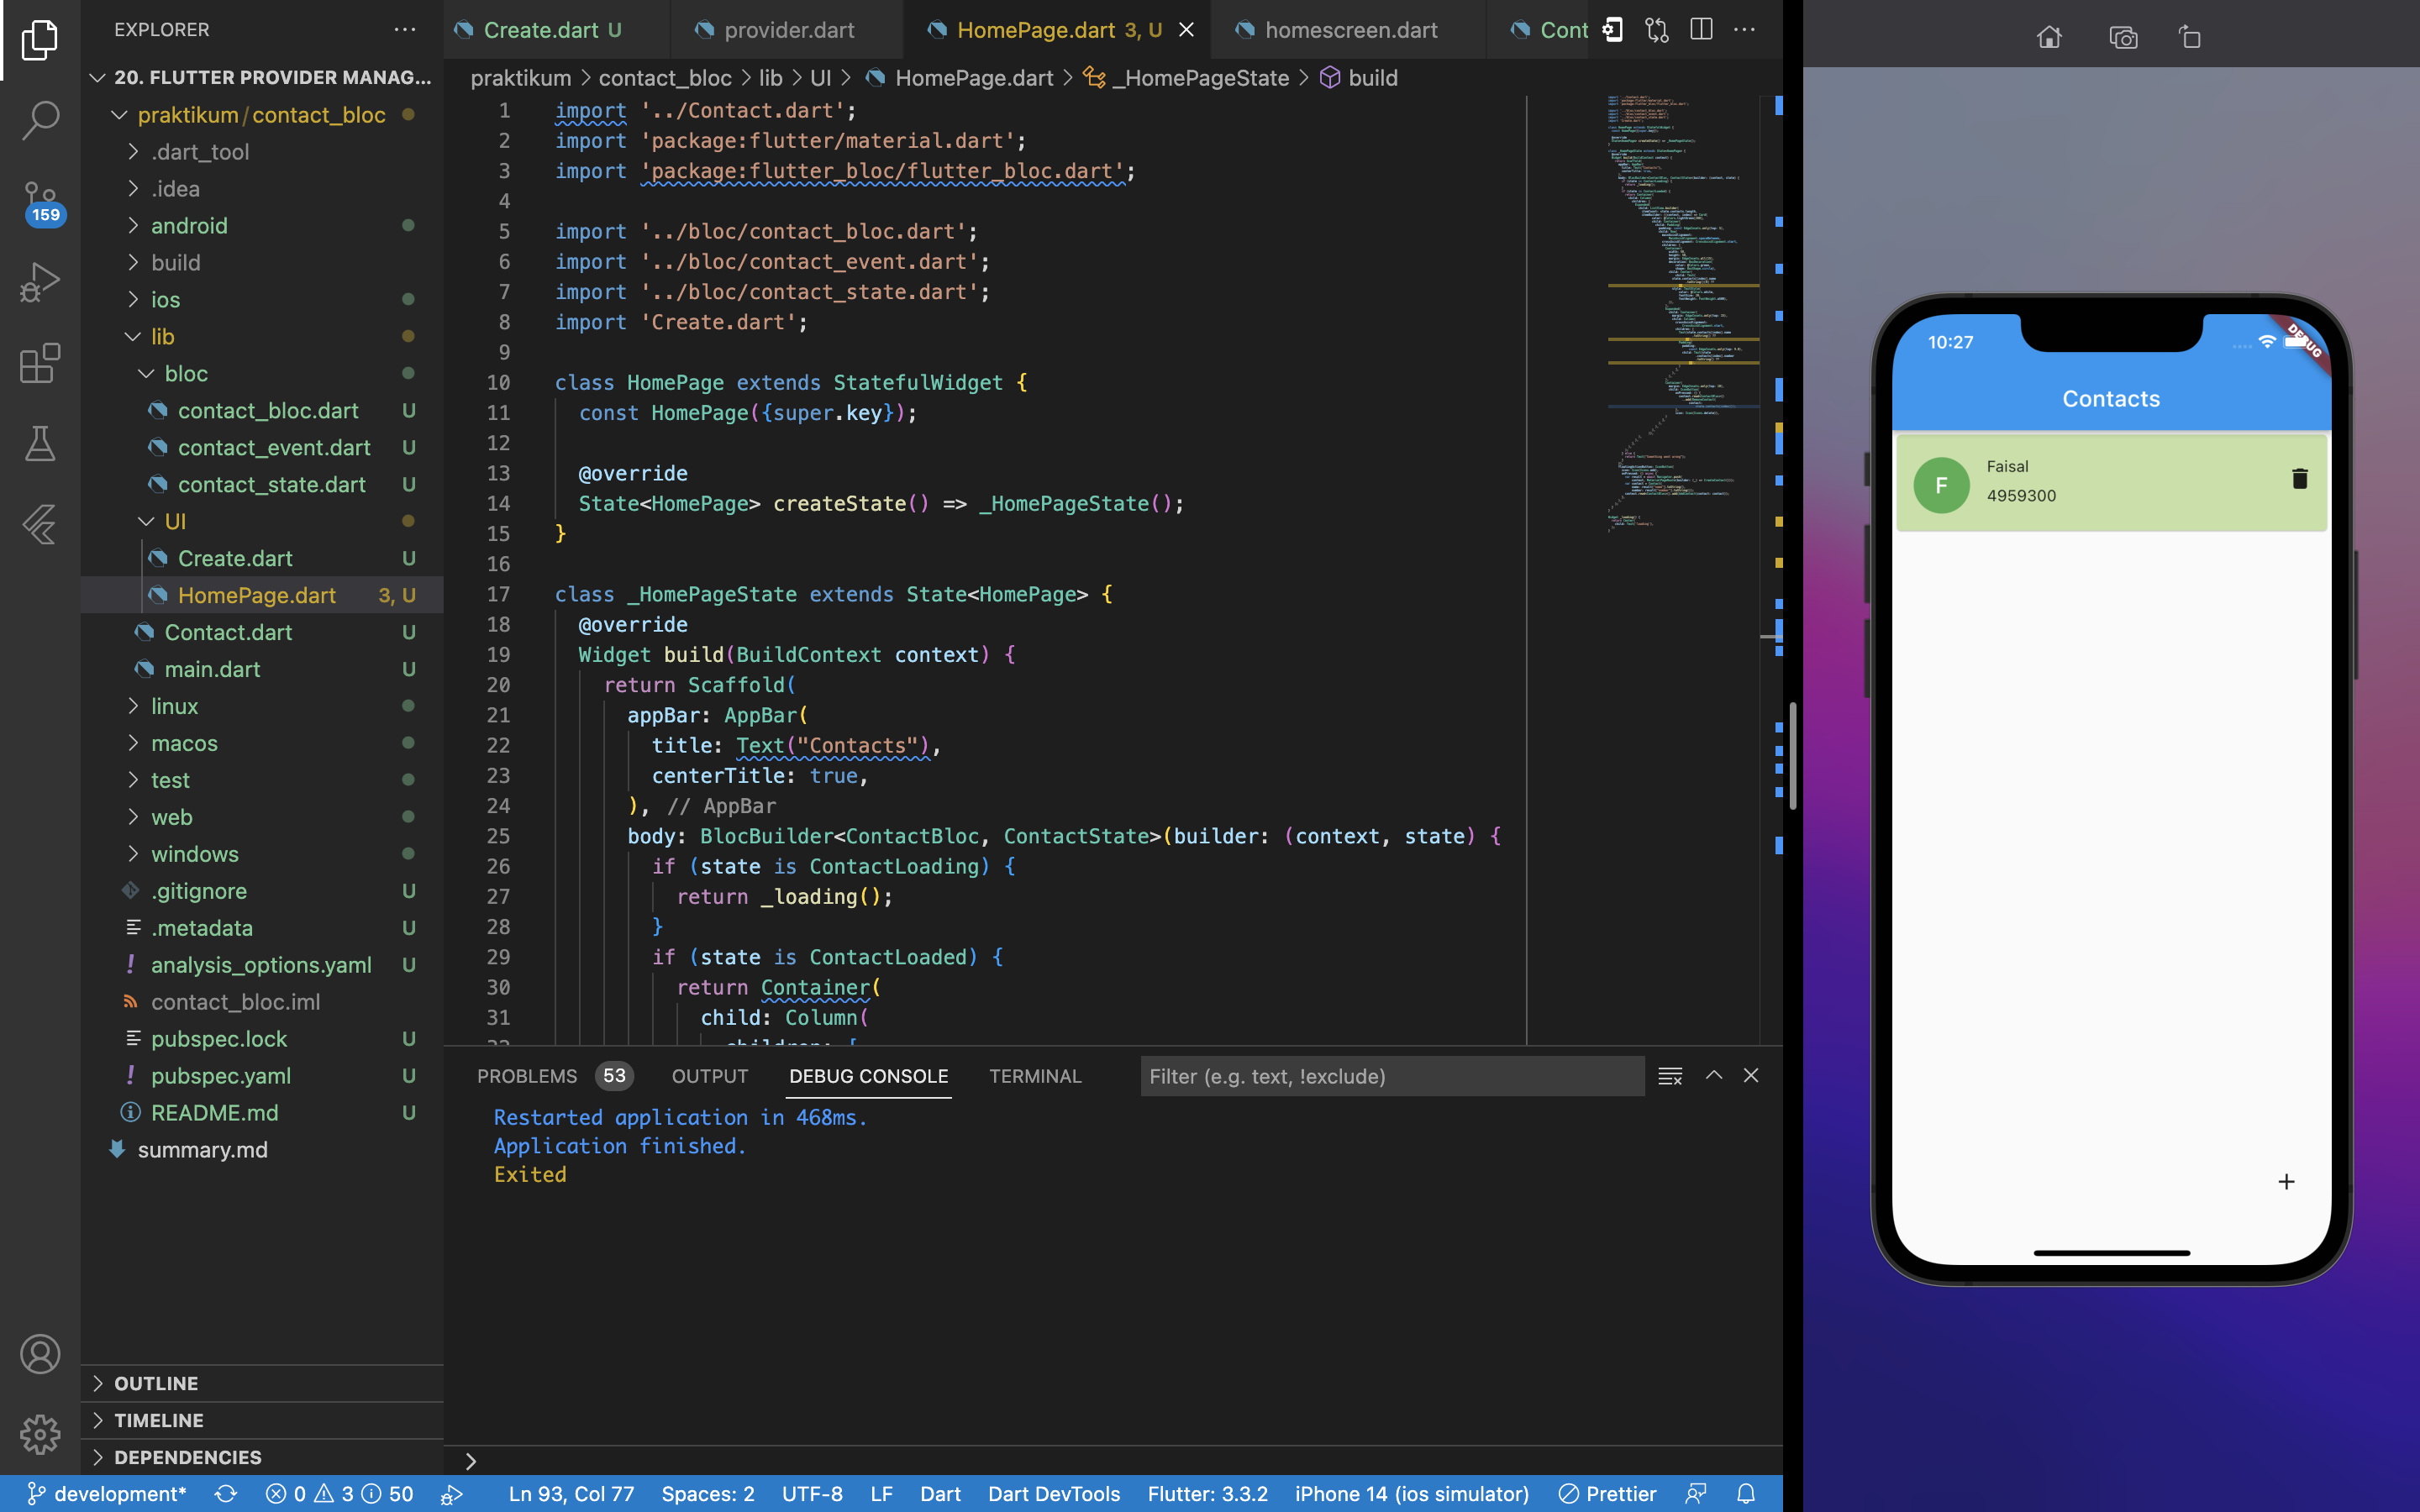 EXPLORER
20. FLUTTER PROVIDER MANAG...
praktikum / contact_bloc
.dart_tool
.idea
android
build
ios
lib
bloc
contact_bloc.dart U
contact_event.dart U
contact_state.dart U
UI
Create.dart U
HomePage.dart 3, U
Contact.dart U
main.dart U
linux
macos
test
web
windows
.gitignore U
.metadata U
analysis_options.yaml U
contact_bloc.iml
pubspec.lock U
pubspec.yaml U
README.md U
summary.md
OUTLINE
TIMELINE
DEPENDENCIES
159
Create.dart U provider.dart HomePage.dart 3, U homescreen.dart Cont
praktikum > contact_bloc > lib > UI > HomePage.dart > _HomePageState > build
1 import '../Contact.dart';
2 import 'package:flutter/material.dart';
3 import 'package:flutter_bloc/flutter_bloc.dart';
4
5 import '../bloc/contact_bloc.dart';
6 import '../bloc/contact_event.dart';
7 import '../bloc/contact_state.dart';
8 import 'Create.dart';
9
10 class HomePage extends StatefulWidget {
11 const HomePage({super.key});
12
13 @override
14 State<HomePage> createState() => _HomePageState();
15 }
16
17 class _HomePageState extends State<HomePage> {
18 @override
19 Widget build(BuildContext context) {
20 return Scaffold(
21 appBar: AppBar(
22 title: Text("Contacts"),
23 centerTitle: true,
24 ), // AppBar
25 body: BlocBuilder<ContactBloc, ContactState>(builder: (context, state) {
26 if (state is ContactLoading) {
27 return _loading();
28 }
29 if (state is ContactLoaded) {
30 return Container(
31 child: Column(
32 children: [
PROBLEMS 53 OUTPUT DEBUG CONSOLE TERMINAL Filter (e.g. text, !exclude)
Restarted application in 468ms.
Application finished.
Exited
development* 0 3 50 Ln 93, Col 77 Spaces: 2 UTF-8 LF Dart Dart DevTools Flutter: 3.3.2 iPhone 14 (ios simulator) Prettier
10:27
DEBUG
Contacts
F
Faisal
4959300
+